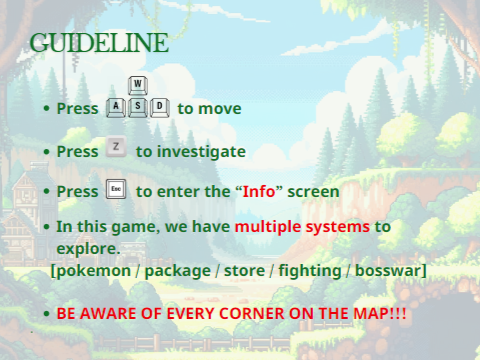 GUIDELINE
W
• Press A S D to move
• Press Z to investigate
• Press Esc to enter the “Info” screen
• In this game, we have multiple systems to
explore.
[pokemon / package / store / fighting / bosswar]
• BE AWARE OF EVERY CORNER ON THE MAP!!!